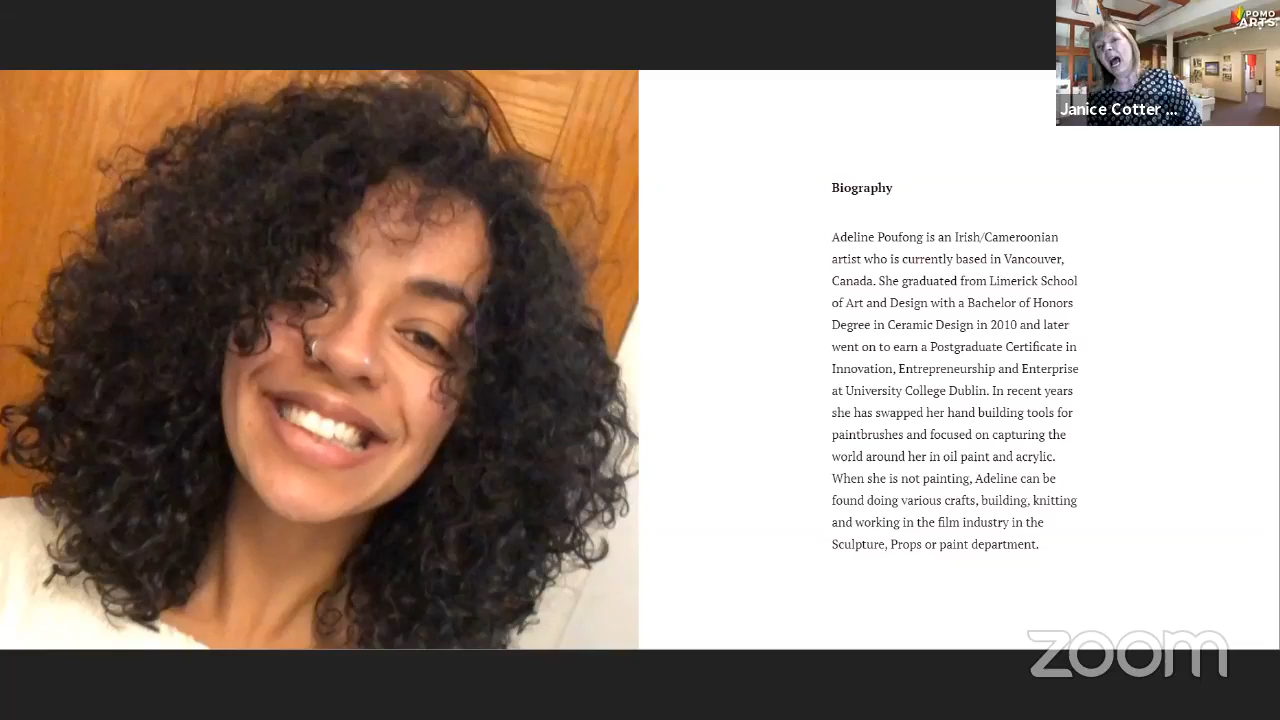 POMO
ARTS
Janice Cotter ...
Biography
Adeline Poufong is an Irish/Cameroonian
artist who is currently based in Vancouver,
Canada. She graduated from Limerick School
of Art and Design with a Bachelor of Honors
Degree in Ceramic Design in 2010 and later
went on to earn a Postgraduate Certificate in
Innovation, Entrepreneurship and Enterprise
at University College Dublin. In recent years
she has swapped her hand building tools for
paintbrushes and focused on capturing the
world around her in oil paint and acrylic.
When she is not painting, Adeline can be
found doing various crafts, building, knitting
and working in the film industry in the
Sculpture, Props or paint department.
zoom